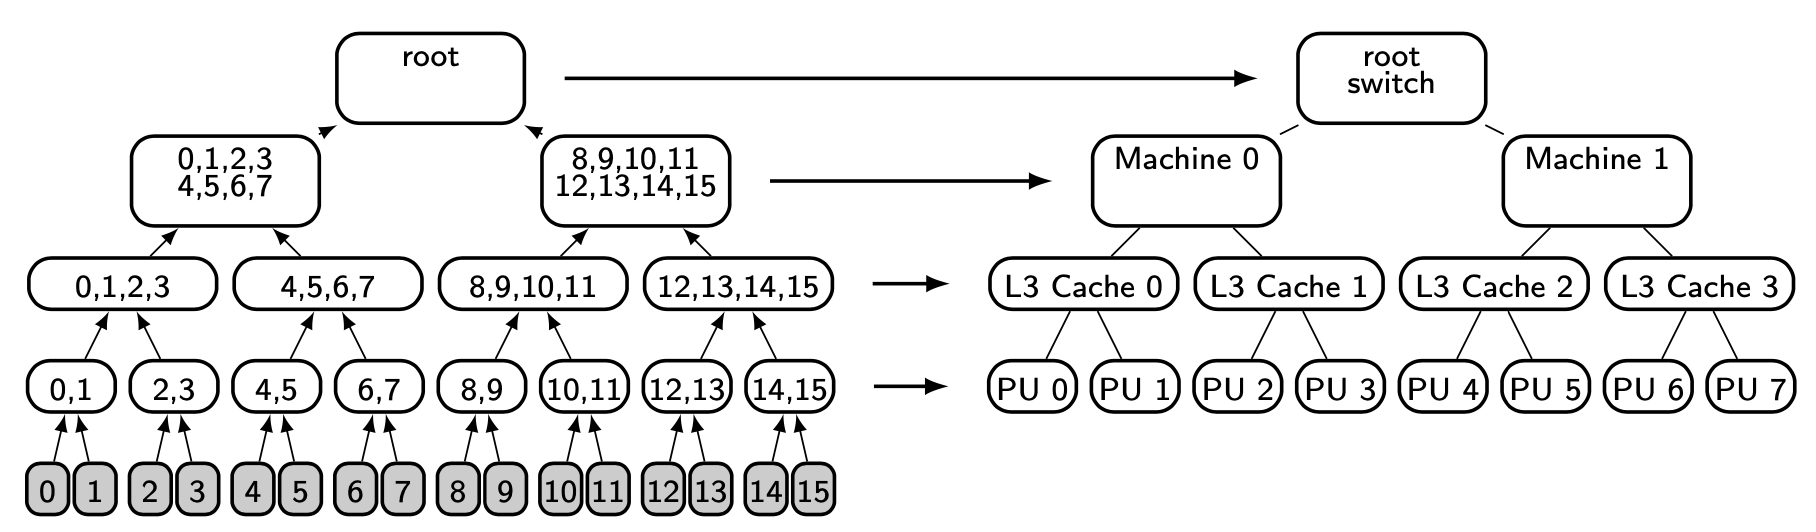 root
root
switch
0,1,2,3
4,5,6,7
8,9,10,11
12,13,14,15
Machine 0
Machine 1
0,1,2,3
4,5,6,7
8,9,10,11
12,13,14,15
L3 Cache 0
L3 Cache 1
L3 Cache 2
L3 Cache 3
0,1
2,3
4,5
6,7
8,9
10,11
12,13
14,15
PU 0
PU 1
PU 2
PU 3
PU 4
PU 5
PU 6
PU 7
0
1
2
3
4
5
6
7
8
9
10
11
12
13
14
15